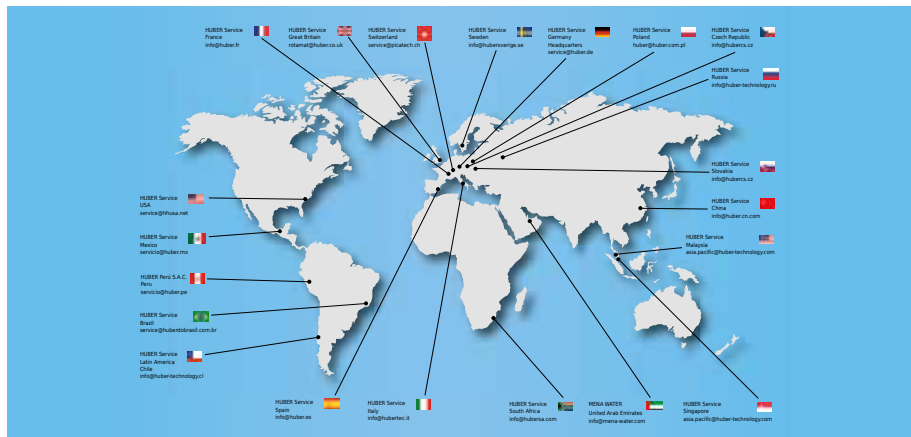 HUBER Service
France
info@huber.fr
HUBER Service
Great Britain
rotamat@huber.co.uk
HUBER Service
Switzerland
service@picatech.ch
HUBER Service
Sweden
info@hubersverige.se
HUBER Service
Germany
Headquarters
service@huber.de
HUBER Service
Poland
huber@huber.com.pl
HUBER Service
Czech Republic
info@hubercs.cz
HUBER Service
Russia
info@huber-technology.ru
HUBER Service
Slovakia
info@hubercs.cz
HUBER Service
China
info@huber.cn.com
HUBER Service
Malaysia
asia.pacific@huber-technology.com
HUBER Service
USA
service@hhusa.net
HUBER Service
Mexico
servicio@huber.mx
HUBER Perú S.A.C.
Peru
servicio@huber.pe
HUBER Service
Brazil
service@huberdobrasil.com.br
HUBER Service
Latin America
Chile
info@huber-technology.cl
HUBER Service
Spain
info@huber.es
HUBER Service
Italy
info@hubertec.it
HUBER Service
South Africa
info@hubersa.com
MENA WATER
United Arab Emirates
info@mena-water.com
HUBER Service
Singapore
asia.pacific@huber-technology.com